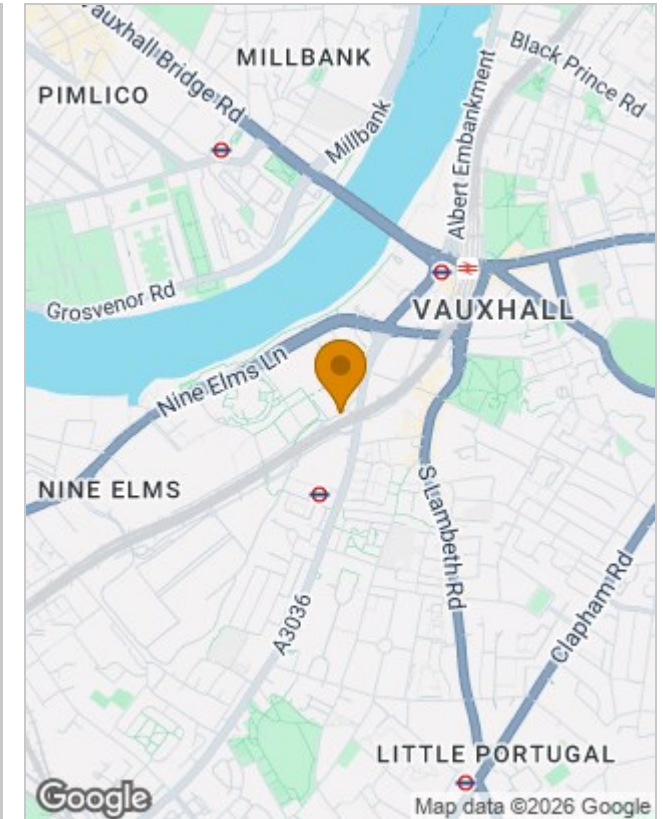 Vauxhall Bridge Rd
MILLBANK
Black Prince Rd
PIMLICO
Millbank
Albert Embankment
Grosvenor Rd
VAUXHALL
Nine Elms Ln
NINE ELMS
S Lambeth Rd
A3036
Clapham Rd
LITTLE PORTUGAL
Google
Map data ©2026 Google